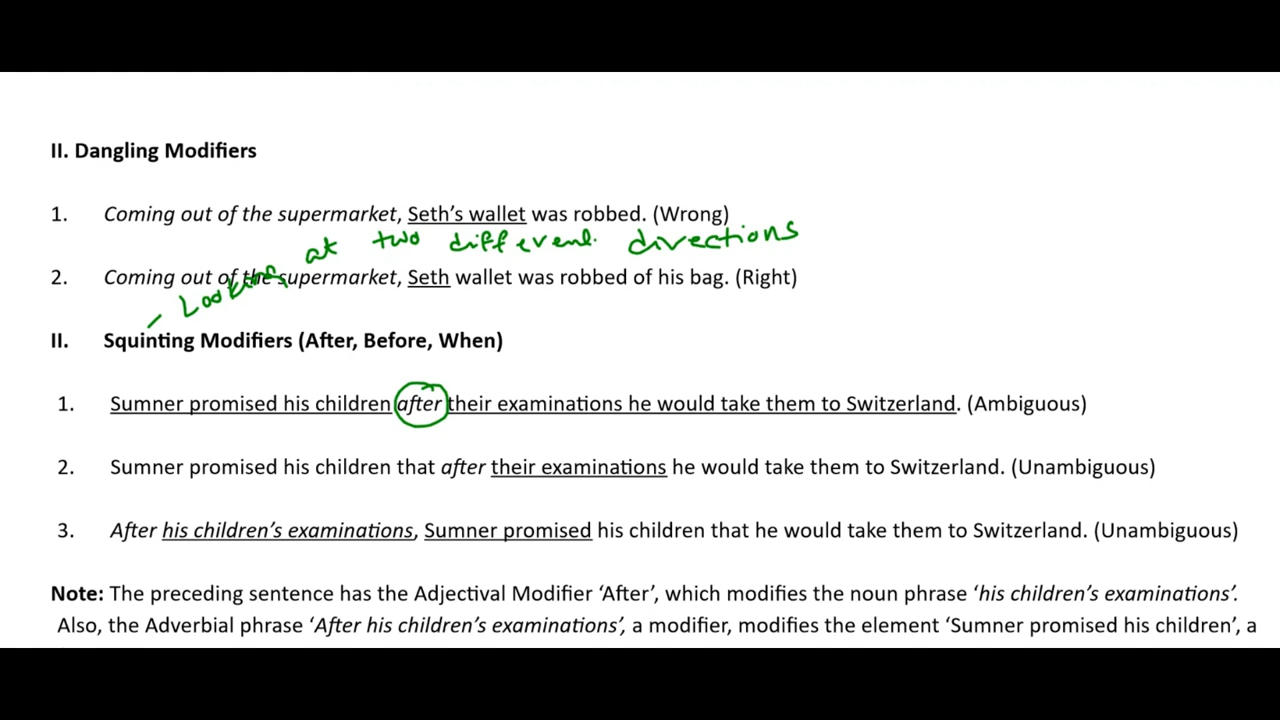 II. Dangling Modifiers
1. Coming out of the supermarket, Seth’s wallet was robbed. (Wrong)
Looking at two different directions
2. Coming out of the supermarket, Seth wallet was robbed of his bag. (Right)
II. Squinting Modifiers (After, Before, When)
1. Sumner promised his children after their examinations he would take them to Switzerland. (Ambiguous)
2. Sumner promised his children that after their examinations he would take them to Switzerland. (Unambiguous)
3. After his children’s examinations, Sumner promised his children that he would take them to Switzerland. (Unambiguous)
Note: The preceding sentence has the Adjectival Modifier ‘After’, which modifies the noun phrase ‘his children’s examinations’.
Also, the Adverbial phrase ‘After his children’s examinations’, a modifier, modifies the element ‘Sumner promised his children’, a